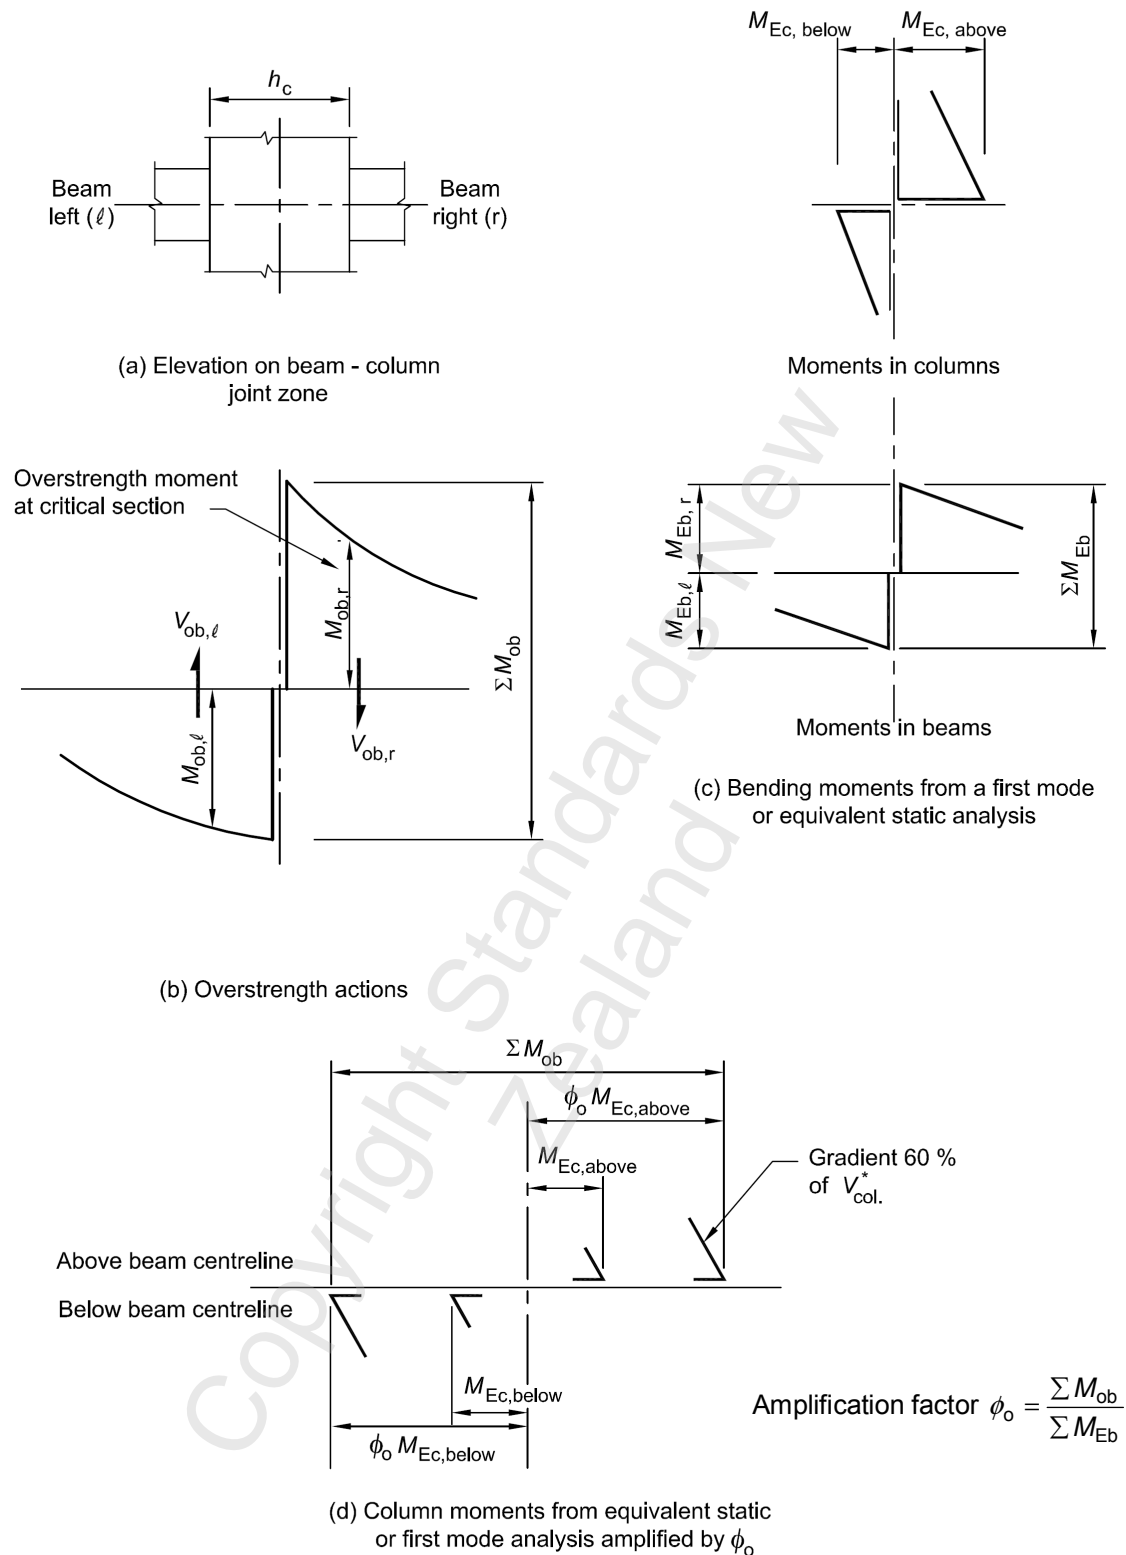 h_c
Beam
left (ℓ)
Beam
right (r)
(a) Elevation on beam - column
joint zone
M_Ec, below
M_Ec, above
Moments in columns
Overstrength moment
at critical section
V_ob,ℓ
M_ob,r
M_ob,ℓ
V_ob,r
ΣM_ob
(b) Overstrength actions
M_Eb, r
M_Eb,ℓ
ΣM_Eb
Moments in beams
(c) Bending moments from a first mode
or equivalent static analysis
ΣM_ob
ϕ_o M_Ec,above
M_Ec,above
Gradient 60 %
of V*_col.
Above beam centreline
Below beam centreline
M_Ec,below
ϕ_o M_Ec,below
Amplification factor ϕ_o = ΣM_ob / ΣM_Eb
(d) Column moments from equivalent static
or first mode analysis amplified by ϕ_o
Copyright Standards New
Zealand